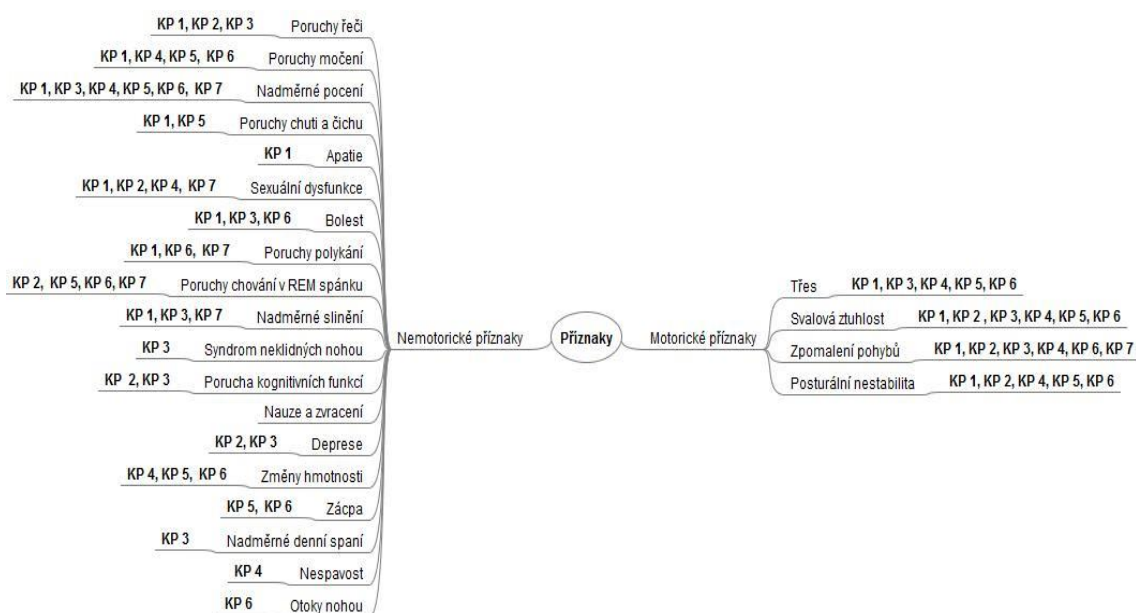 KP 1, KP 2, KP 3 Poruchy řeči
KP 1, KP 4, KP 5, KP 6 Poruchy močení
KP 1, KP 3, KP 4, KP 5, KP 6, KP 7 Nadměrné pocení
KP 1, KP 5 Poruchy chuti a čichu
KP 1 Apatie
KP 1, KP 2, KP 4, KP 7 Sexuální dysfunkce
KP 1, KP 3, KP 6 Bolest
KP 1, KP 6, KP 7 Poruchy polykání
KP 2, KP 5, KP 6, KP 7 Poruchy chování v REM spánku
KP 1, KP 3, KP 7 Nadměrné slinění
KP 3 Syndrom neklidných nohou
KP 2, KP 3 Porucha kognitivních funkcí
Nauze a zvracení
KP 2, KP 3 Deprese
KP 4, KP 5, KP 6 Změny hmotnosti
KP 5, KP 6 Zácpa
KP 3 Nadměrné denní spaní
KP 4 Nespavost
KP 6 Otoky nohou
Nemotorické příznaky
Příznaky
Motorické příznaky
Třes KP 1, KP 3, KP 4, KP 5, KP 6
Svalová ztuhlost KP 1, KP 2 , KP 3, KP 4, KP 5, KP 6
Zpomalení pohybů KP 1, KP 2, KP 3, KP 4, KP 6, KP 7
Posturální nestabilita KP 1, KP 2, KP 4, KP 5, KP 6